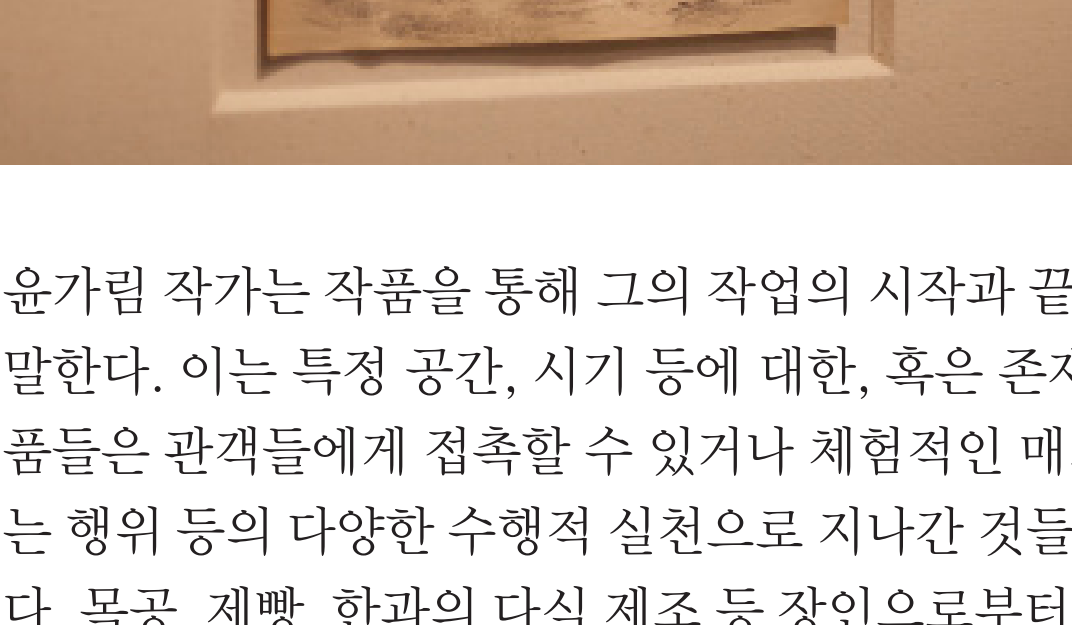 윤가림 작가는 작품을 통해 그의 작업의 시작과 끝
말한다. 이는 특정 공간, 시기 등에 대한, 혹은
품들은 관객들에게 접촉할 수 있거나 체험적인
는 행위 등의 다양한 수행적 실천으로 지나간 것들
다 목공 제빵 한과의 다식 제조 등 장인으로부터